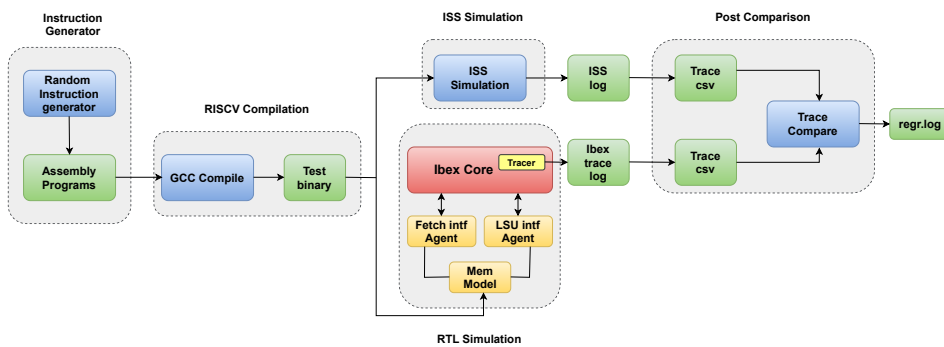 Instruction
Generator
Random
Instruction
generator
Assembly
Programs
RISCV Compilation
GCC Compile
Test
binary
ISS Simulation
ISS
Simulation
ISS
log
Ibex Core
Tracer
Ibex
trace
log
Fetch intf
Agent
LSU intf
Agent
Mem
Model
RTL Simulation
Post Comparison
Trace
csv
Trace
csv
Trace
Compare
regr.log